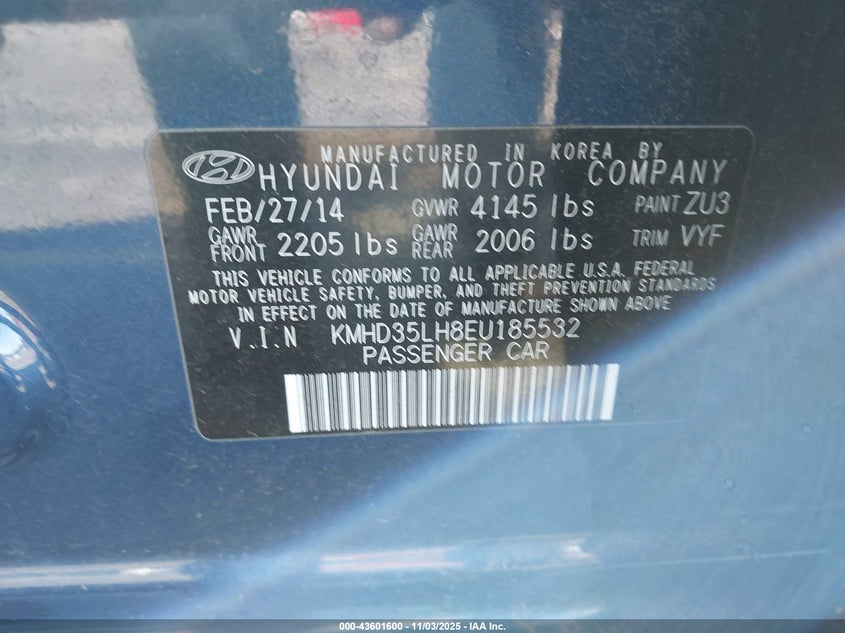 MANUFACTURED IN KOREA BY
HYUNDAI MOTOR COMPANY
FEB/27/14 GVWR 4145 lbs PAINT ZU3
GAWR FRONT 2205 lbs GAWR REAR 2006 lbs TRIM VYF
THIS VEHICLE CONFORMS TO ALL APPLICABLE U.S.A. FEDERAL
MOTOR VEHICLE SAFETY, BUMPER, AND THEFT PREVENTION STANDARDS
IN EFFECT ON THE DATE OF MANUFACTURE SHOWN ABOVE
V.I.N KMHD35LH8EU185532
PASSENGER CAR
000-43601600 - 11/03/2025 - IAA Inc.